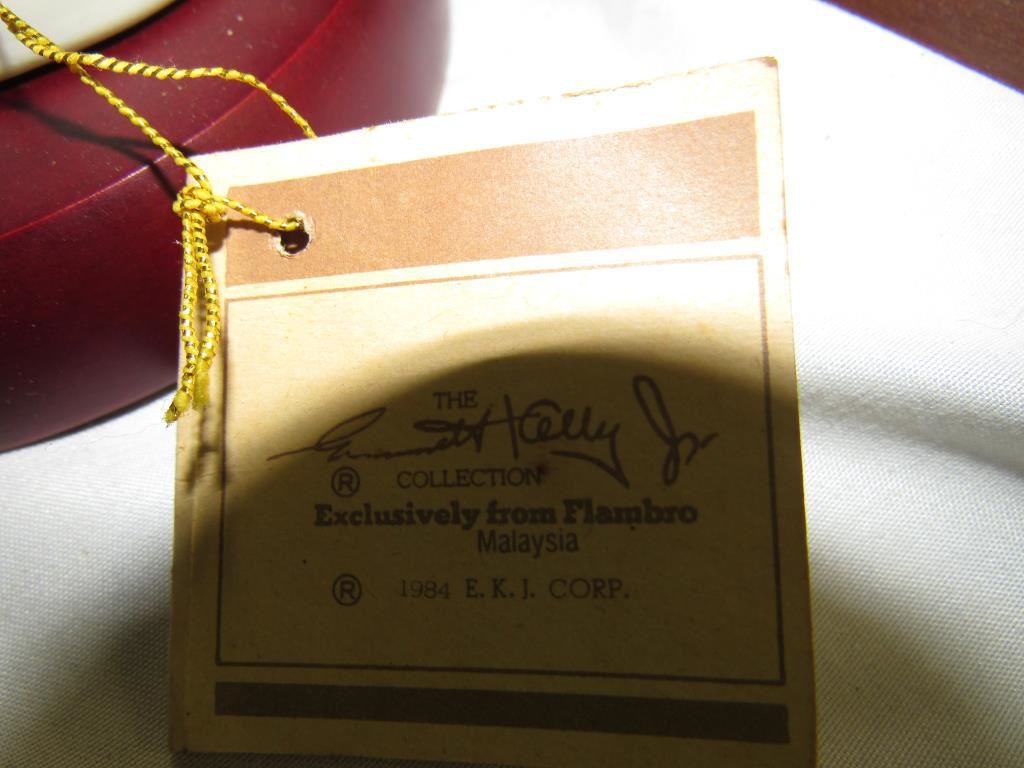 THE
Emmett Kelly Jr
® COLLECTION®
Exclusively from Flambro
Malaysia
® 1984 E. K. J. CORP.